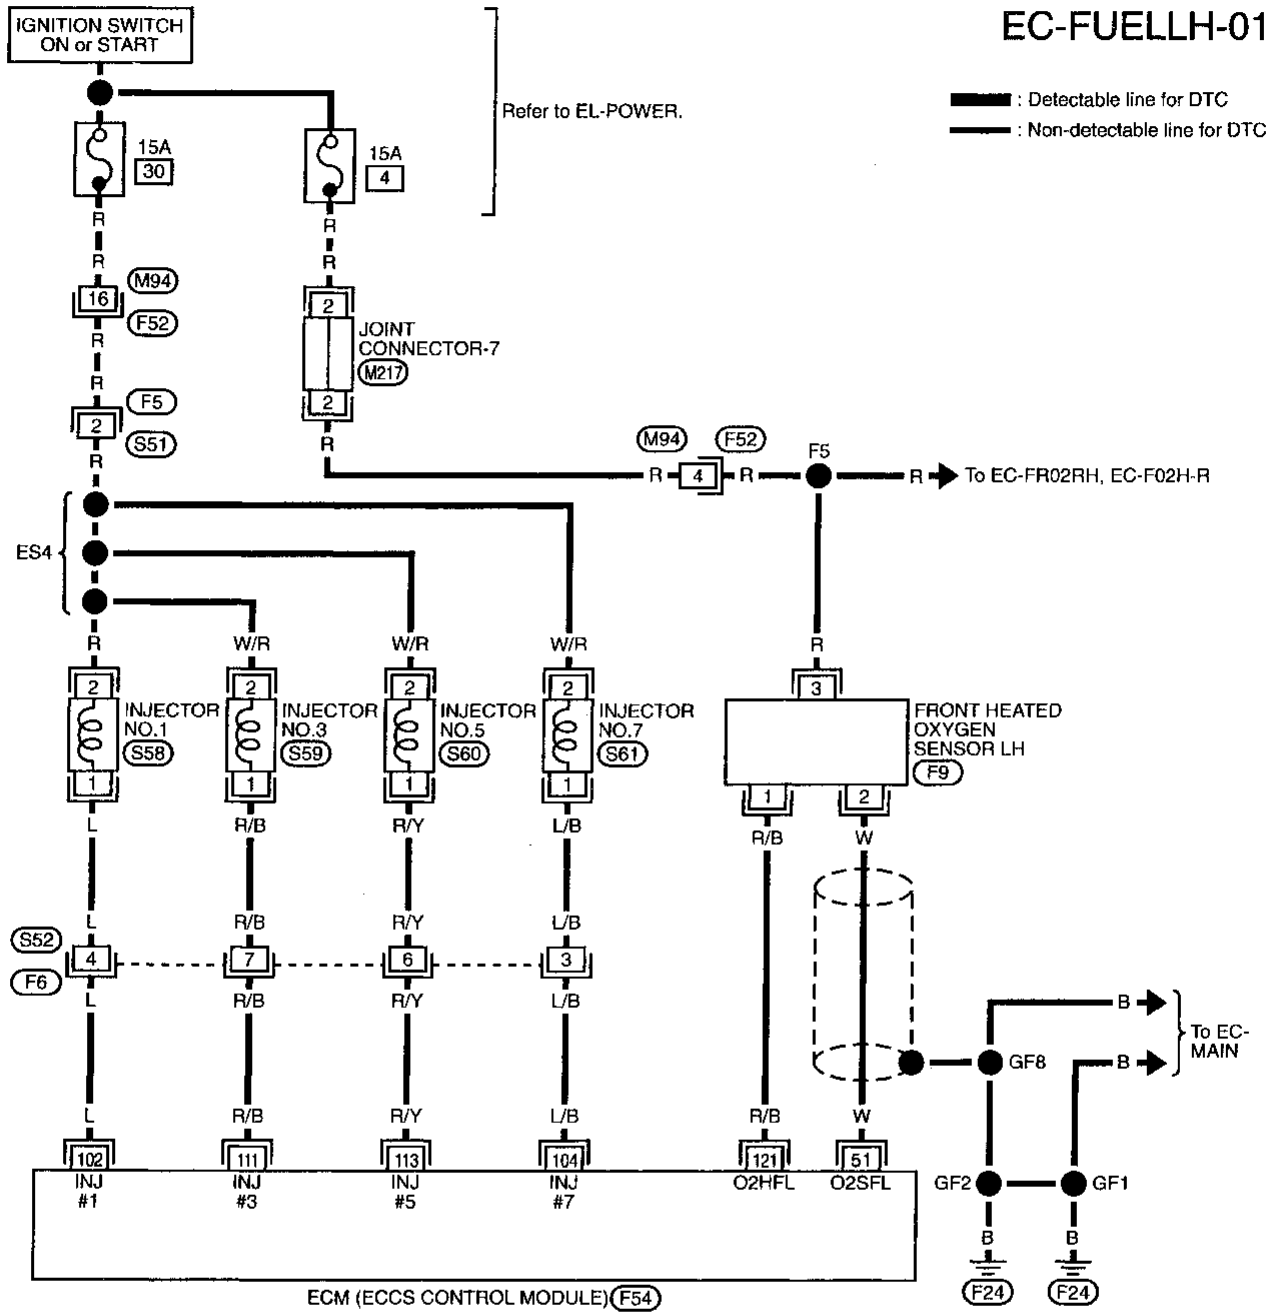 EC-FUELLH-01
IGNITION SWITCH
ON or START
Refer to EL-POWER.
: Detectable line for DTC
: Non-detectable line for DTC
15A
30
15A
4
R
R
R
R
M94
16
F52
2
JOINT
CONNECTOR-7
M217
2
R
R
F5
2
S51
R
R
M94
F52
R
4
R
F5
R
To EC-FR02RH, EC-F02H-R
ES4
R
W/R
W/R
W/R
R
2
2
2
2
3
INJECTOR
NO.1
S58
INJECTOR
NO.3
S59
INJECTOR
NO.5
S60
INJECTOR
NO.7
S61
FRONT HEATED
OXYGEN
SENSOR LH
F9
1
1
1
1
1
2
L
R/B
R/Y
L/B
R/B
W
L
R/B
R/Y
L/B
S52
4
7
6
3
F6
L
R/B
R/Y
L/B
B
To EC-
MAIN
GF8
B
L
R/B
R/Y
L/B
R/B
W
102
111
113
104
121
51
INJ
#1
INJ
#3
INJ
#5
INJ
#7
O2HFL
O2SFL
GF2
GF1
B
B
F24
F24
ECM (ECCS CONTROL MODULE)
F54